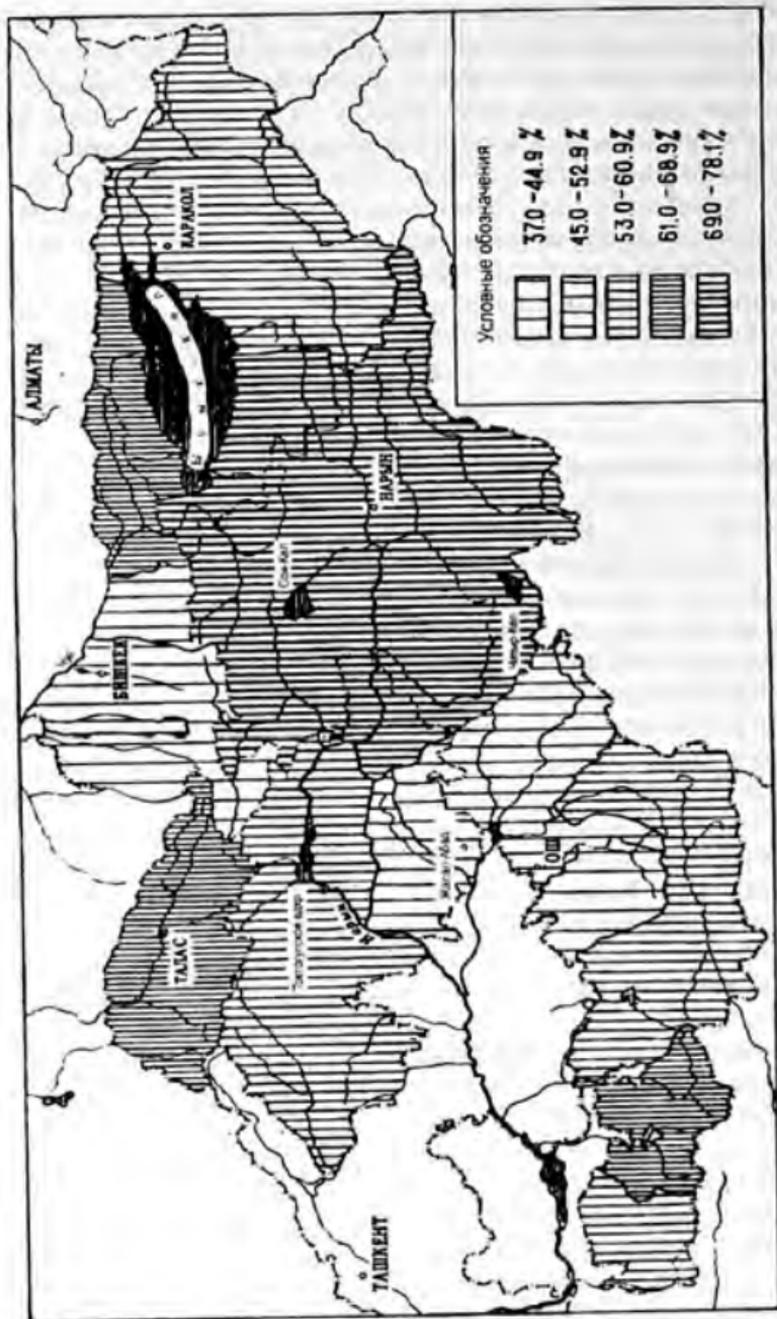 АЛМАТЫ
БИШКЕК
КАРАКОЛ
ТАЛАС
НАРЫН
ОШ
ТАШКЕНТ
Условные обозначения
37.0-44.9 %
45.0-52.9 %
53.0-60.9 %
61.0-68.9 %
69.0-78.1 %